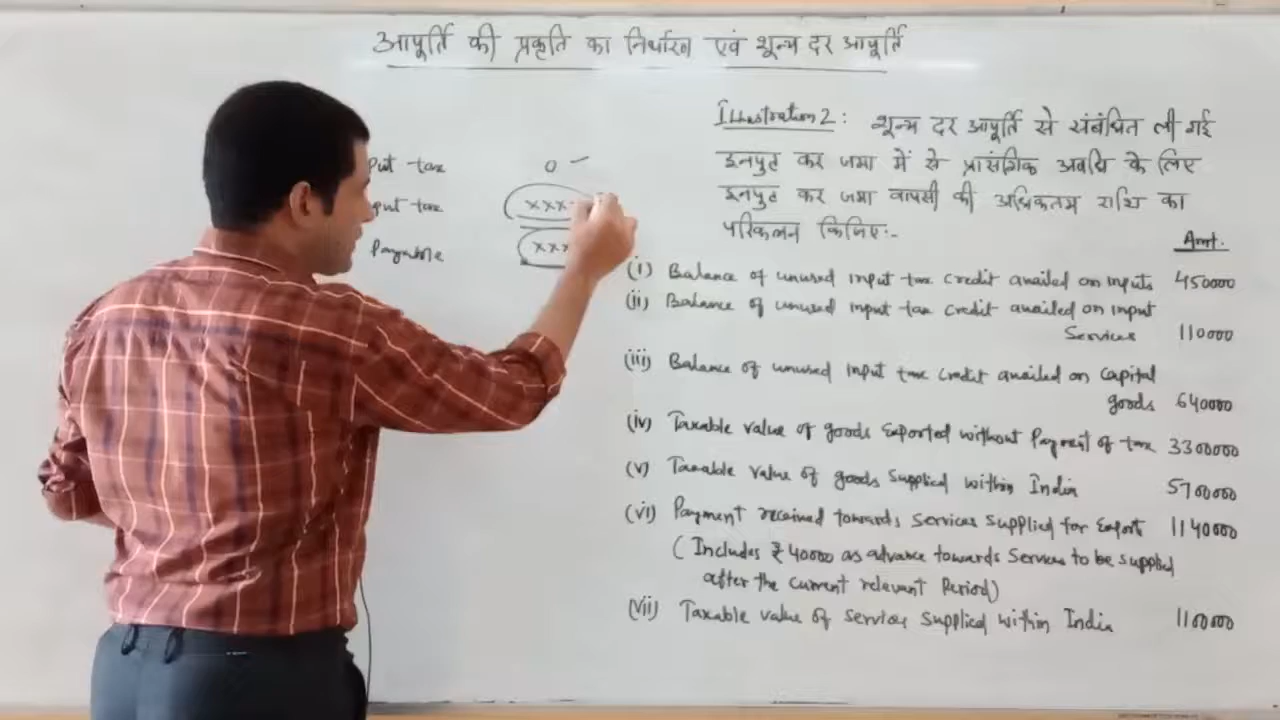 आपूर्ति की प्रकृति का निर्धारण एवं शून्य दर आपूर्ति
put tax 0 -
put tax xxx
Payable xxx
Illustration 2: शून्य दर आपूर्ति से संबंधित ली गई
इनपुट कर जमा में से प्रासंगिक अवधि के लिए
इनपुट कर जमा वापसी की अधिकतम राशि का
परिकलन किजिए:-
Amt.
(i) Balance of unused input tax credit availed on inputs 450000
(ii) Balance of unused input tax credit availed on input
Services 110000
(iii) Balance of unused input tax credit availed on Capital
goods 640000
(iv) Taxable value of goods Exported without Payment of tax 3300000
(v) Taxable value of goods Supplied within India 5700000
(vi) Payment received towards Services Supplied for Export 1140000
(Includes ₹ 40000 as advance towards Services to be supplied
after the Current relevant Period)
(vii) Taxable value of services Supplied within India 1100000